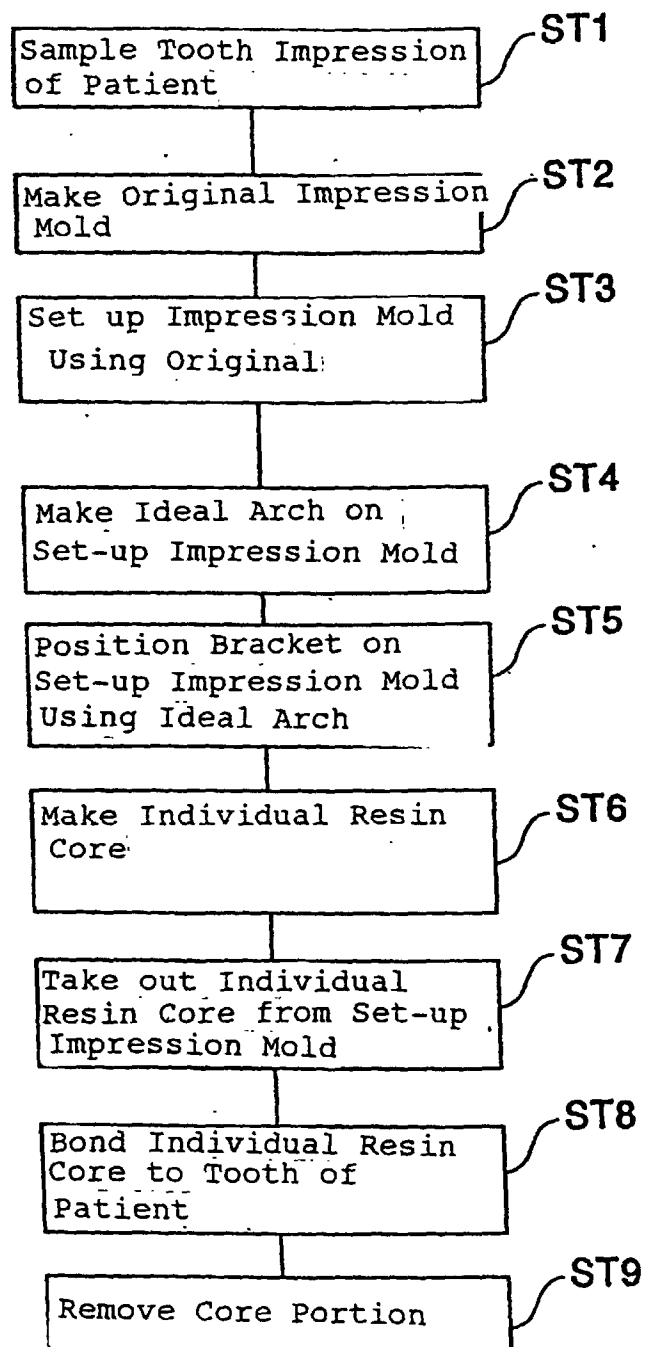 ST1
Sample Tooth Impression
of Patient
ST2
Make Original Impression
Mold
ST3
Set up Impression Mold
Using Original
ST4
Make Ideal Arch on
Set-up Impression Mold
ST5
Position Bracket on
Set-up Impression Mold
Using Ideal Arch
ST6
Make Individual Resin
Core
ST7
Take out Individual
Resin Core from Set-up
Impression Mold
ST8
Bond Individual Resin
Core to Tooth of
Patient
ST9
Remove Core Portion